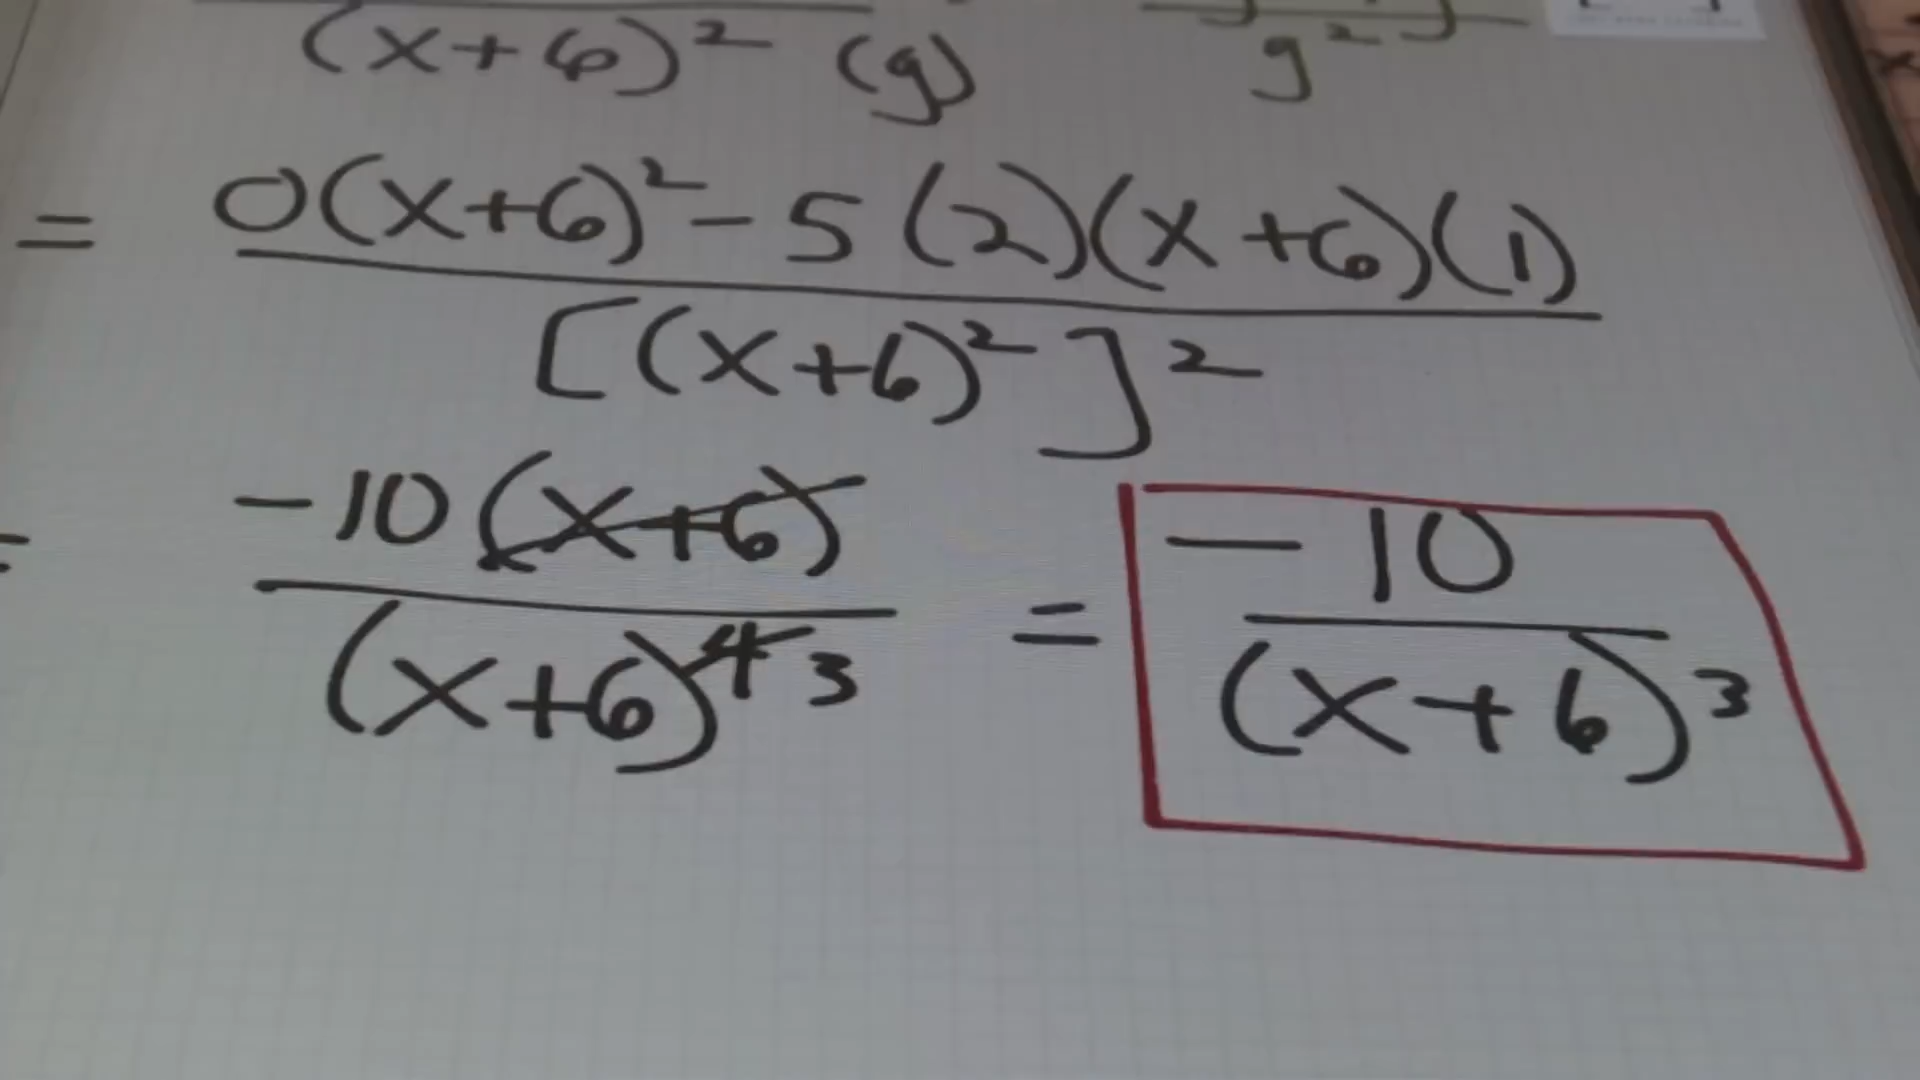 (x+6)² (g) g²
= 0(x+6)² - 5(2)(x+6)(1)
[(x+6)²]²
= -10(x+6) = -10
(x+6)⁴ 3 (x+6)³